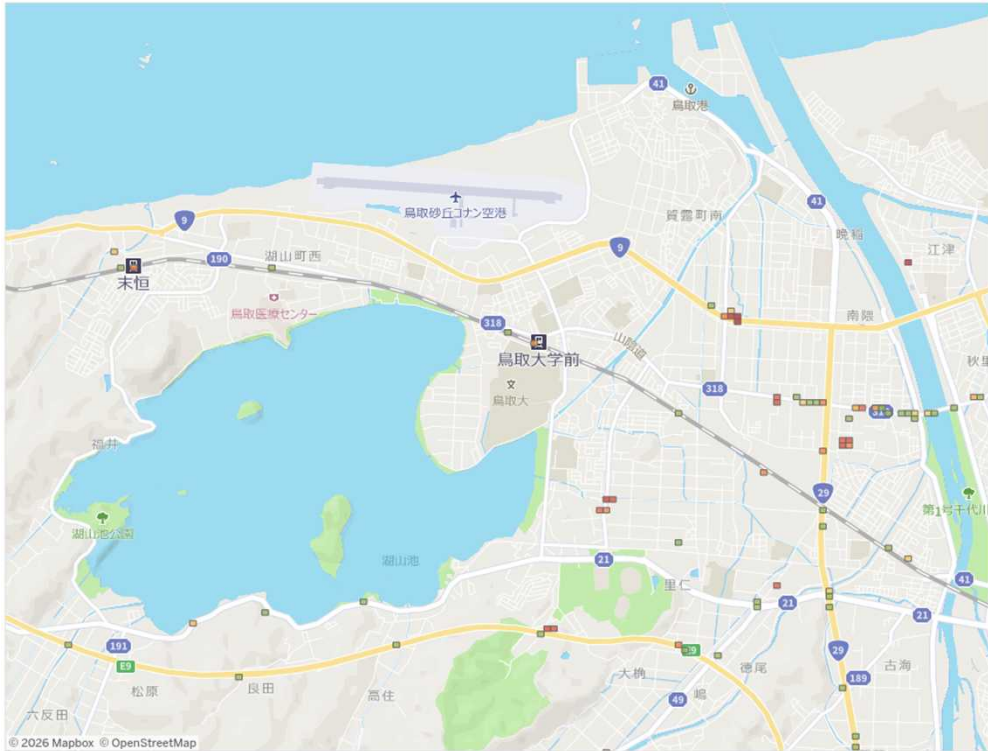 41
鳥取港
鳥取砂丘コナン空港
賀露町南
41
晩稲
江津
9
9
190
湖山町西
末恒
鳥取医療センター
318
鳥取大学前
山陰道
南隈
秋里
鳥取大
318
318
福井
29
第1号千代川
湖山池公園
湖山池
21
里仁
41
21
21
191
E9
E9
29
大桷
徳尾
古海
189
松原
良田
高住
嶋
49
六反田
© 2026 Mapbox © OpenStreetMap